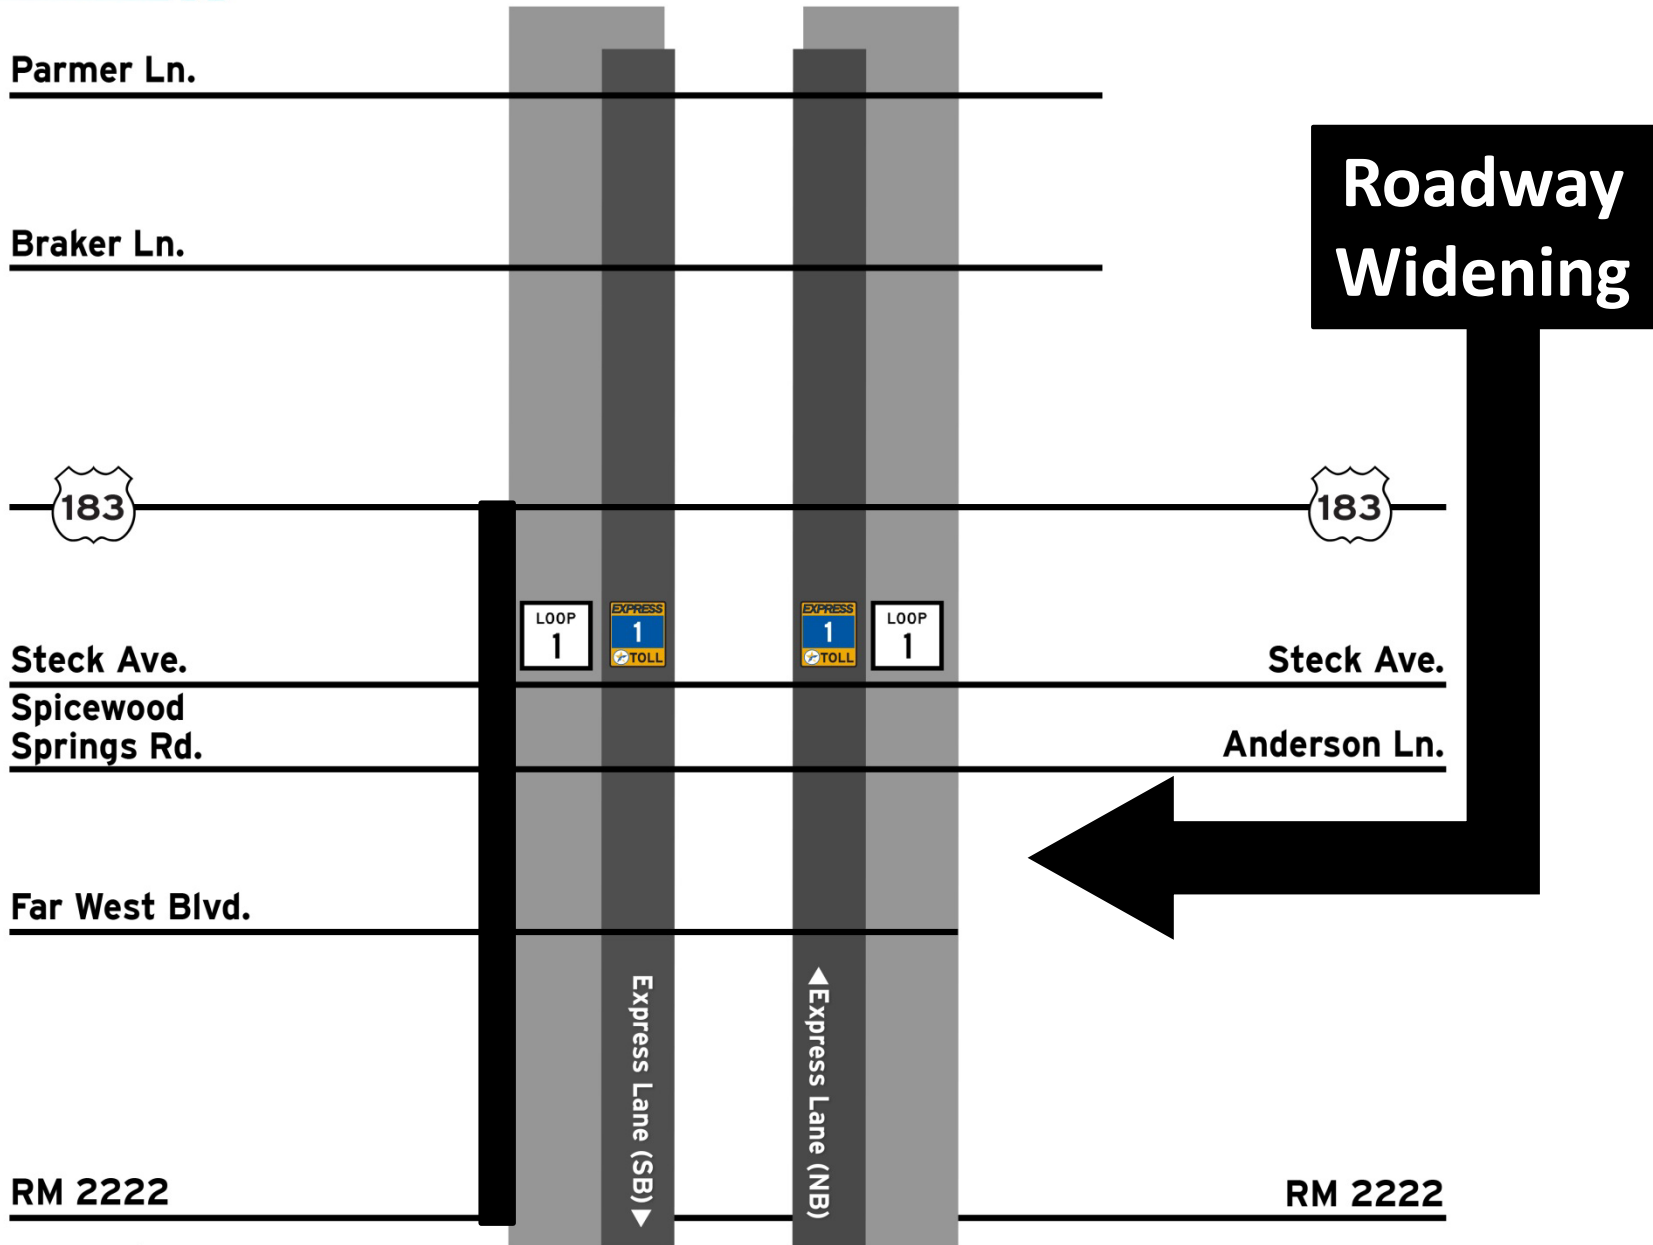 Parmer Ln.
Roadway
Widening
Braker Ln.
183
183
LOOP
1
EXPRESS
1
TOLL
EXPRESS
1
TOLL
LOOP
1
Steck Ave.
Steck Ave.
Spicewood
Springs Rd.
Anderson Ln.
Far West Blvd.
Express Lane (SB)
Express Lane (NB)
RM 2222
RM 2222